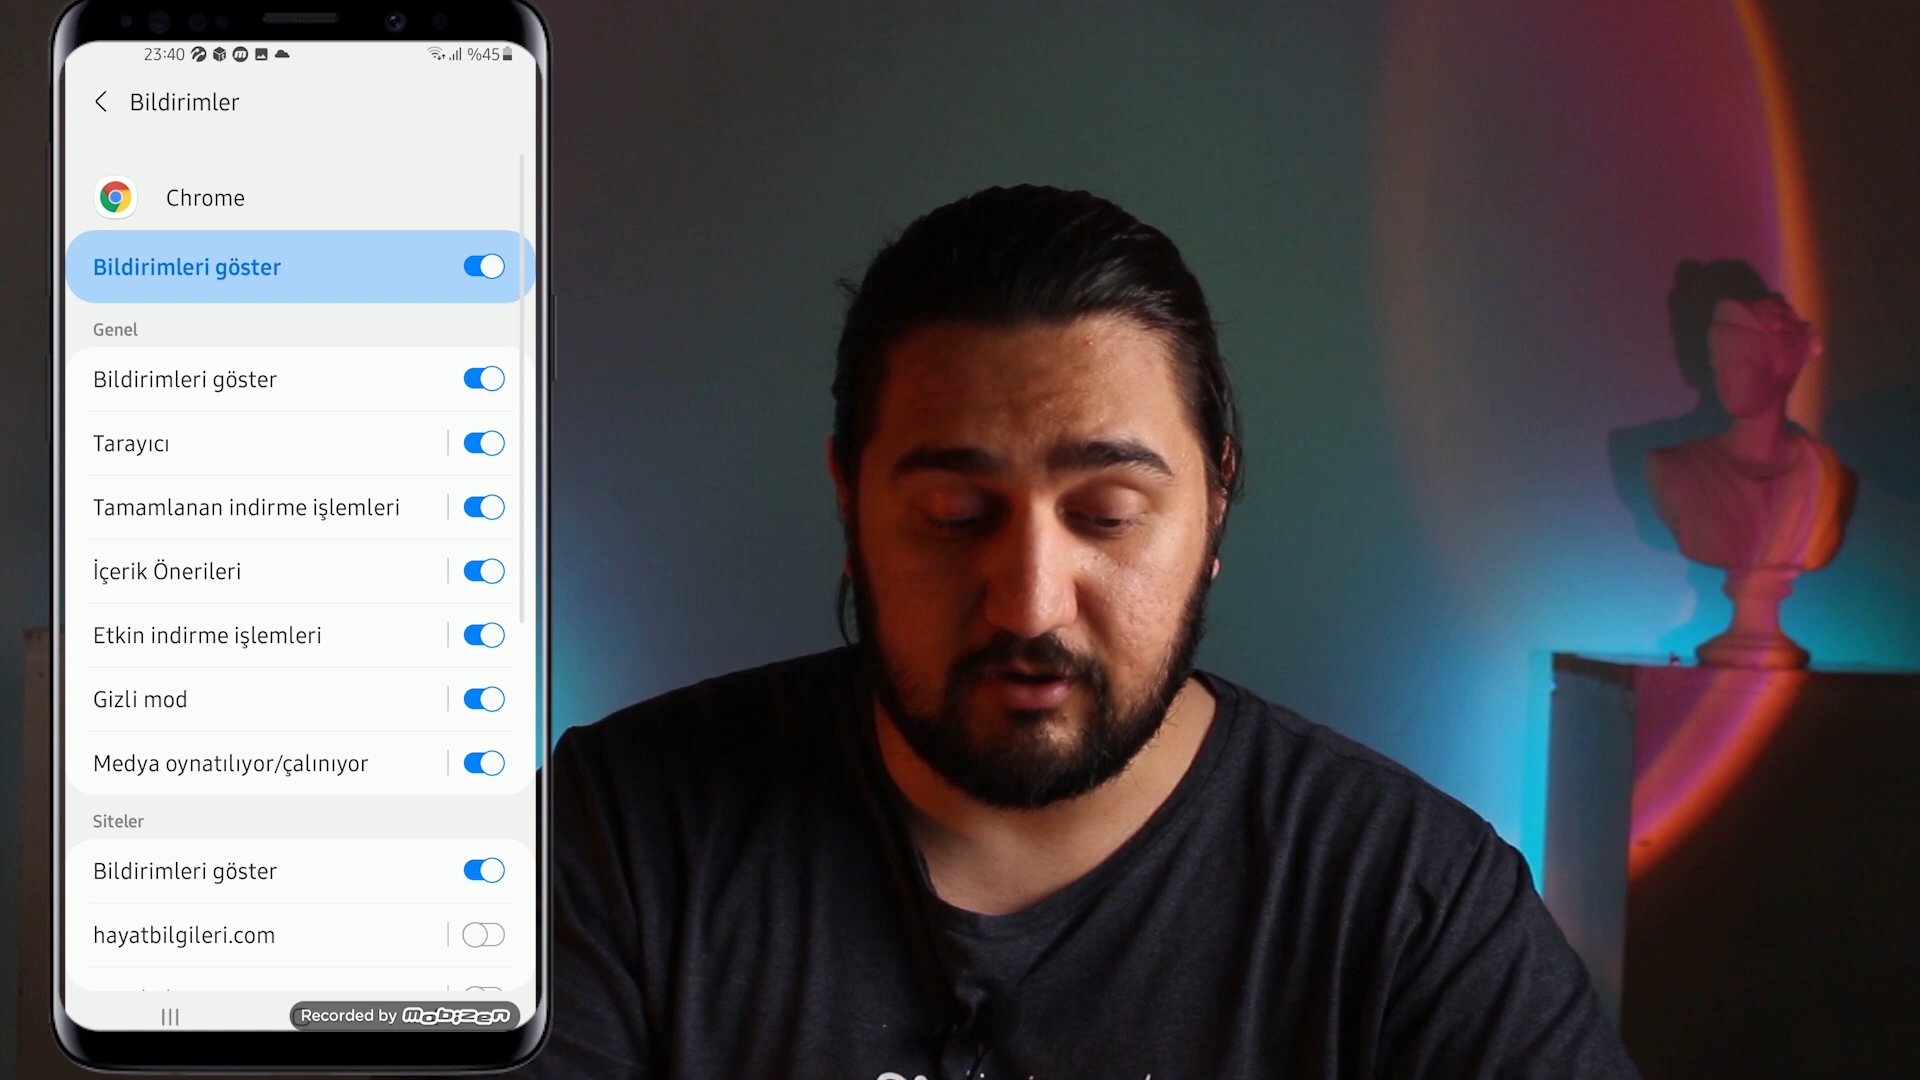 23:40 %45
Bildirimler
Chrome
Bildirimleri göster
Genel
Bildirimleri göster
Tarayıcı
Tamamlanan indirme işlemleri
İçerik Önerileri
Etkin indirme işlemleri
Gizli mod
Medya oynatılıyor/çalınıyor
Siteler
Bildirimleri göster
hayatbilgileri.com
Recorded by mobizen